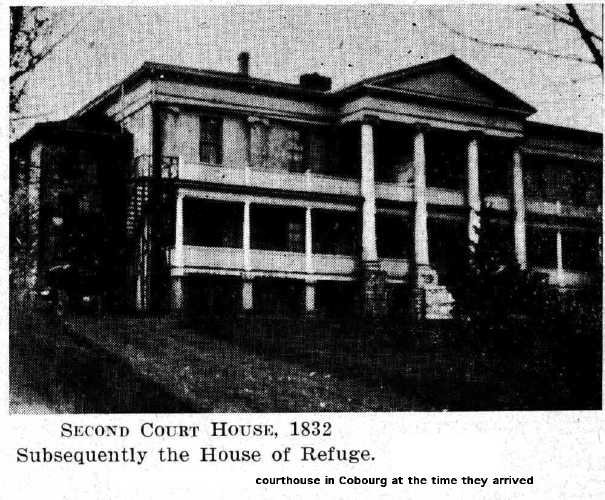 Second Court House, 1832
Subsequently the House of Refuge.
courthouse in Cobourg at the time they arrived